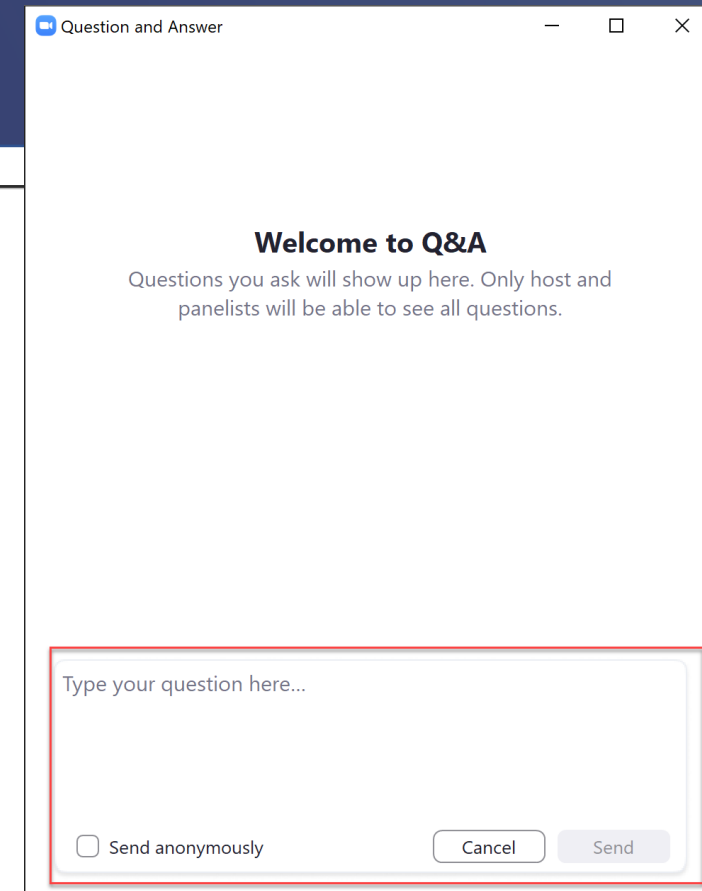 Question and Answer
Welcome to Q&A
Questions you ask will show up here. Only host and
panelists will be able to see all questions.
Type your question here...
Send anonymously
Cancel
Send